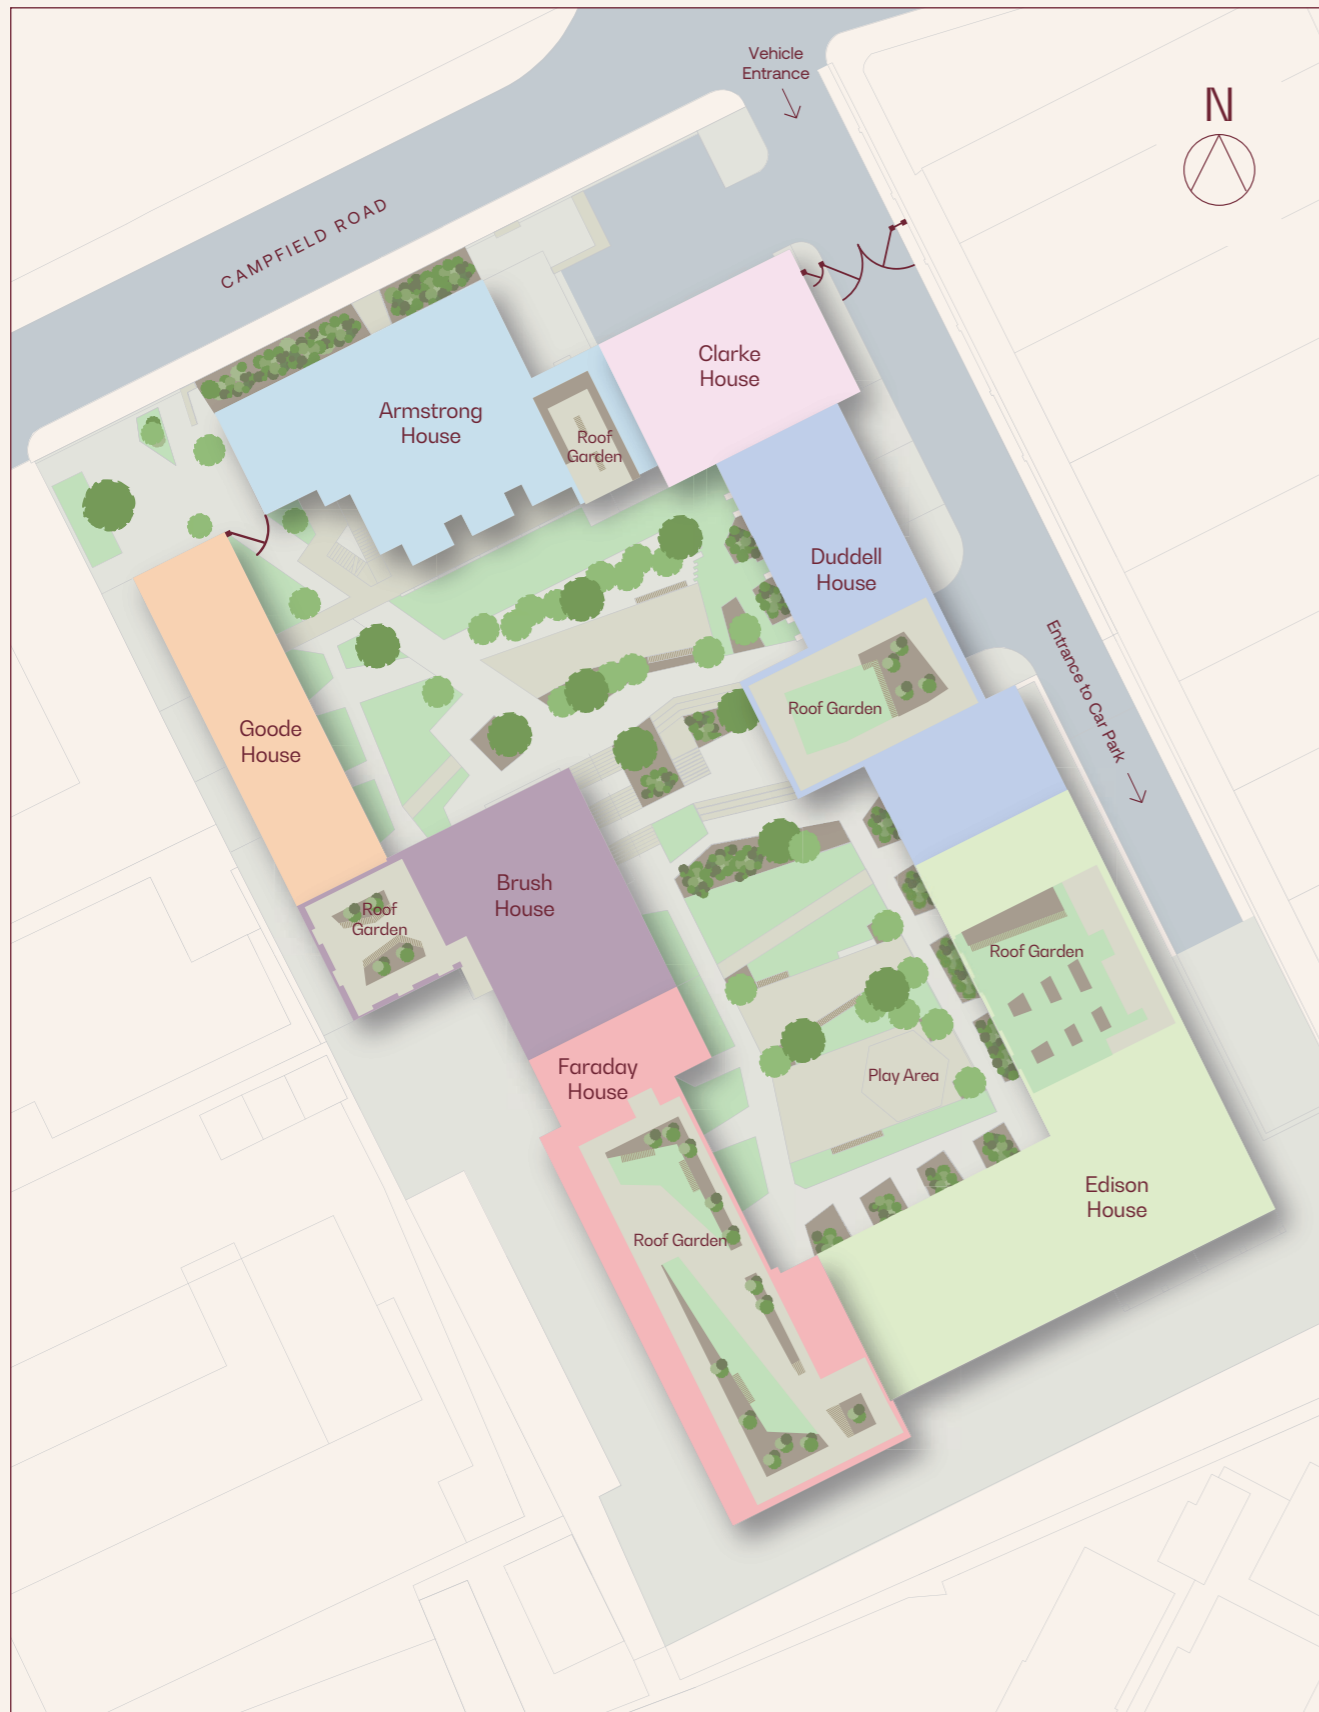 Vehicle
Entrance
N
CAMPFIELD ROAD
Clarke
House
Armstrong
House
Roof
Garden
Duddell
House
Entrance to Car Park
Roof Garden
Goode
House
Brush
House
Roof
Garden
Roof Garden
Faraday
House
Play Area
Edison
House
Roof Garden